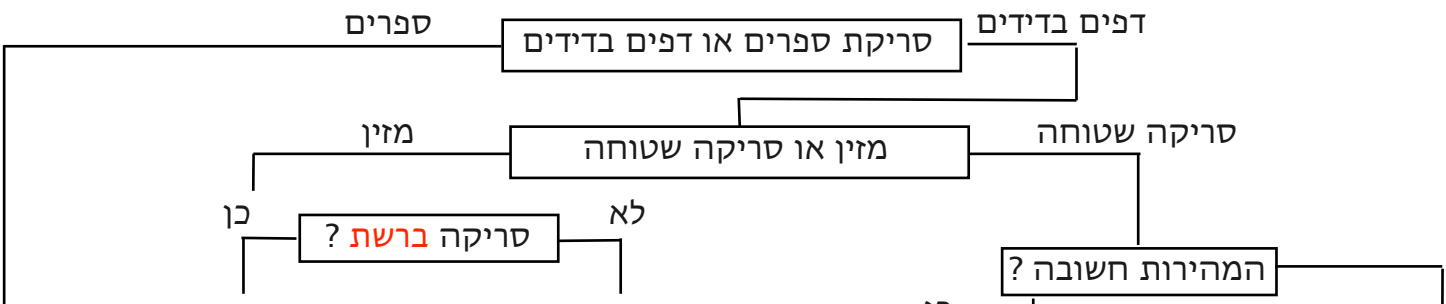 דפים בדידים
סריקת ספרים או דפים בדידים
ספרים
סריקה שטוחה
מזין או סריקה שטוחה
מזין
לא
סריקה ברשת ?
כן
המהירות חשובה ?